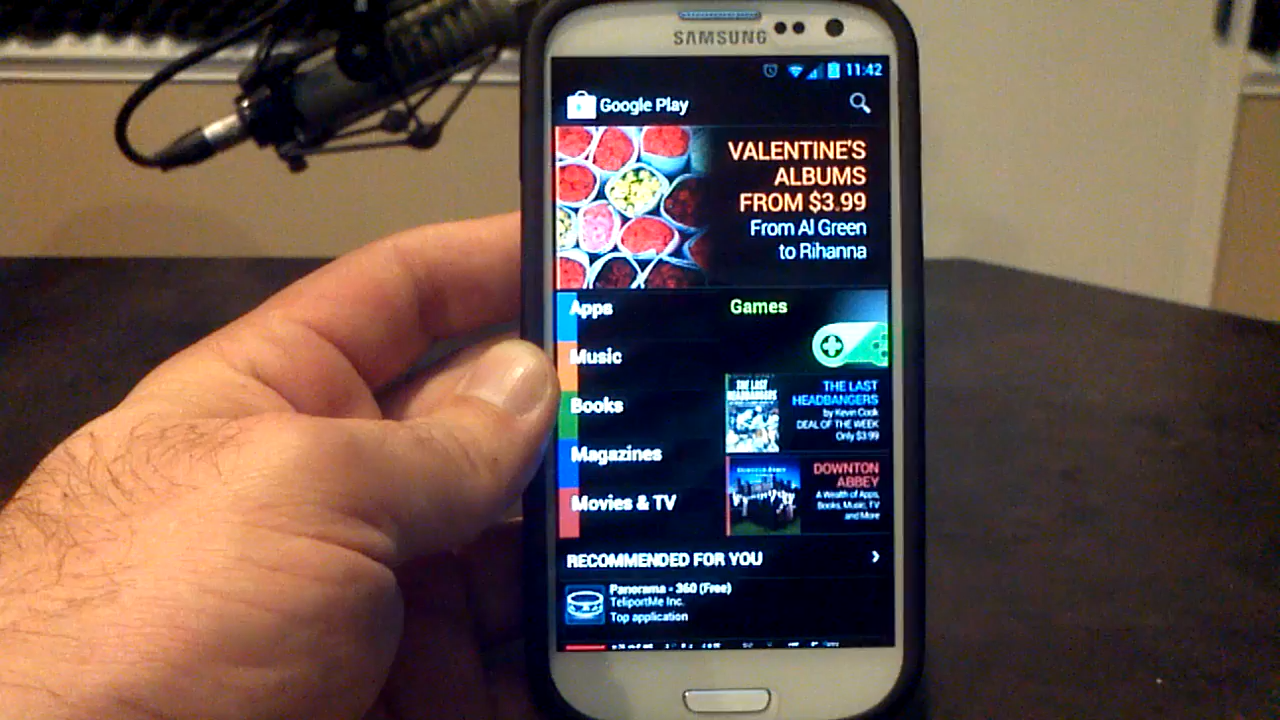 SAMSUNG
11:42
Google Play
VALENTINE'S
ALBUMS
FROM $3.99
From Al Green
to Rihanna
Apps
Games
Music
THE LAST
HEADBANGERS
by Kevin Cook
DEAL OF THE WEEK
Only $3.99
THE LAST
HEADBANGERS
Books
Magazines
DOWNTON ABBEY
DOWNTON
ABBEY
A Wealth of Apps,
Books, Music, TV
and More
Movies & TV
RECOMMENDED FOR YOU
Panorama - 360 (Free)
TeleportMe Inc.
Top application